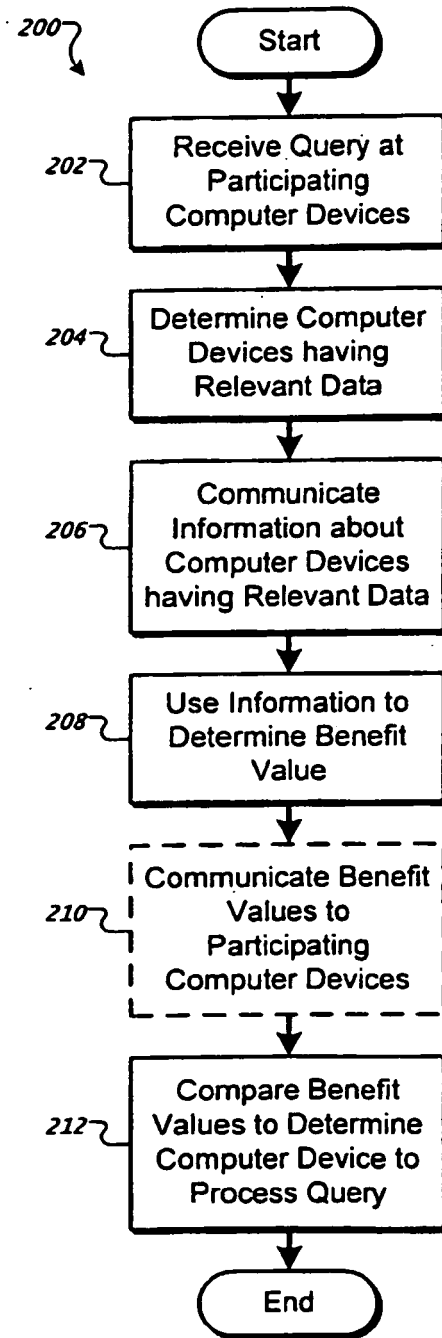 200
Start
202
Receive Query at
Participating
Computer Devices
204
Determine Computer
Devices having
Relevant Data
206
Communicate
Information about
Computer Devices
having Relevant Data
208
Use Information to
Determine Benefit
Value
210
Communicate Benefit
Values to
Participating
Computer Devices
212
Compare Benefit
Values to Determine
Computer Device to
Process Query
End